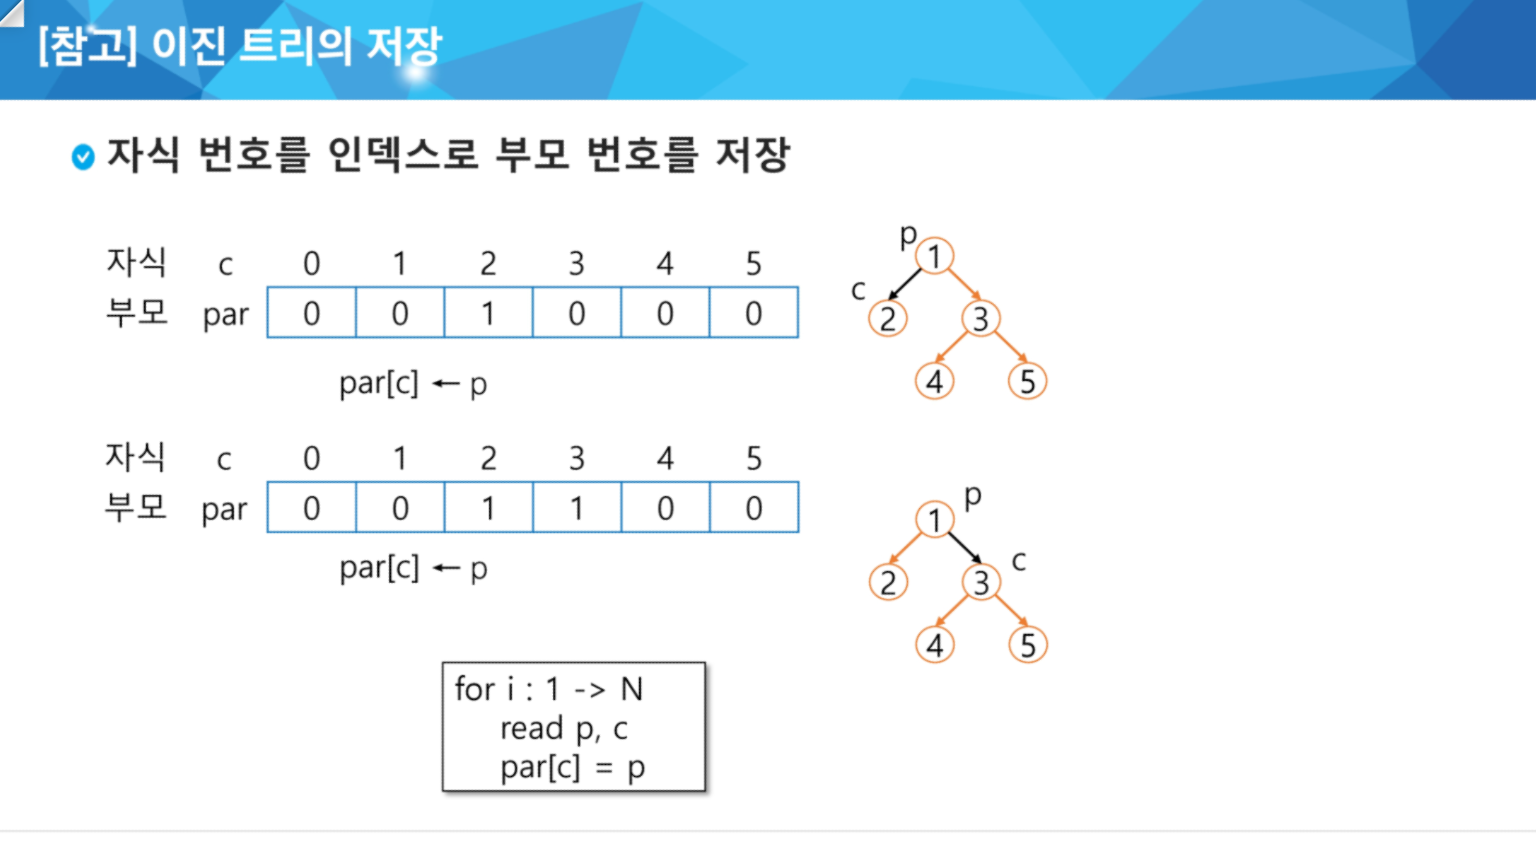 [참고] 이진 트리의 저장
자식 번호를 인덱스로 부모 번호를 저장
자식 c 0 1 2 3 4 5
부모 par 0 0 1 0 0 0
par[c] ← p
p
1
c
2 3
4 5
자식 c 0 1 2 3 4 5
부모 par 0 0 1 1 0 0
par[c] ← p
p
1
c
2 3
4 5
for i : 1 -> N
read p, c
par[c] = p